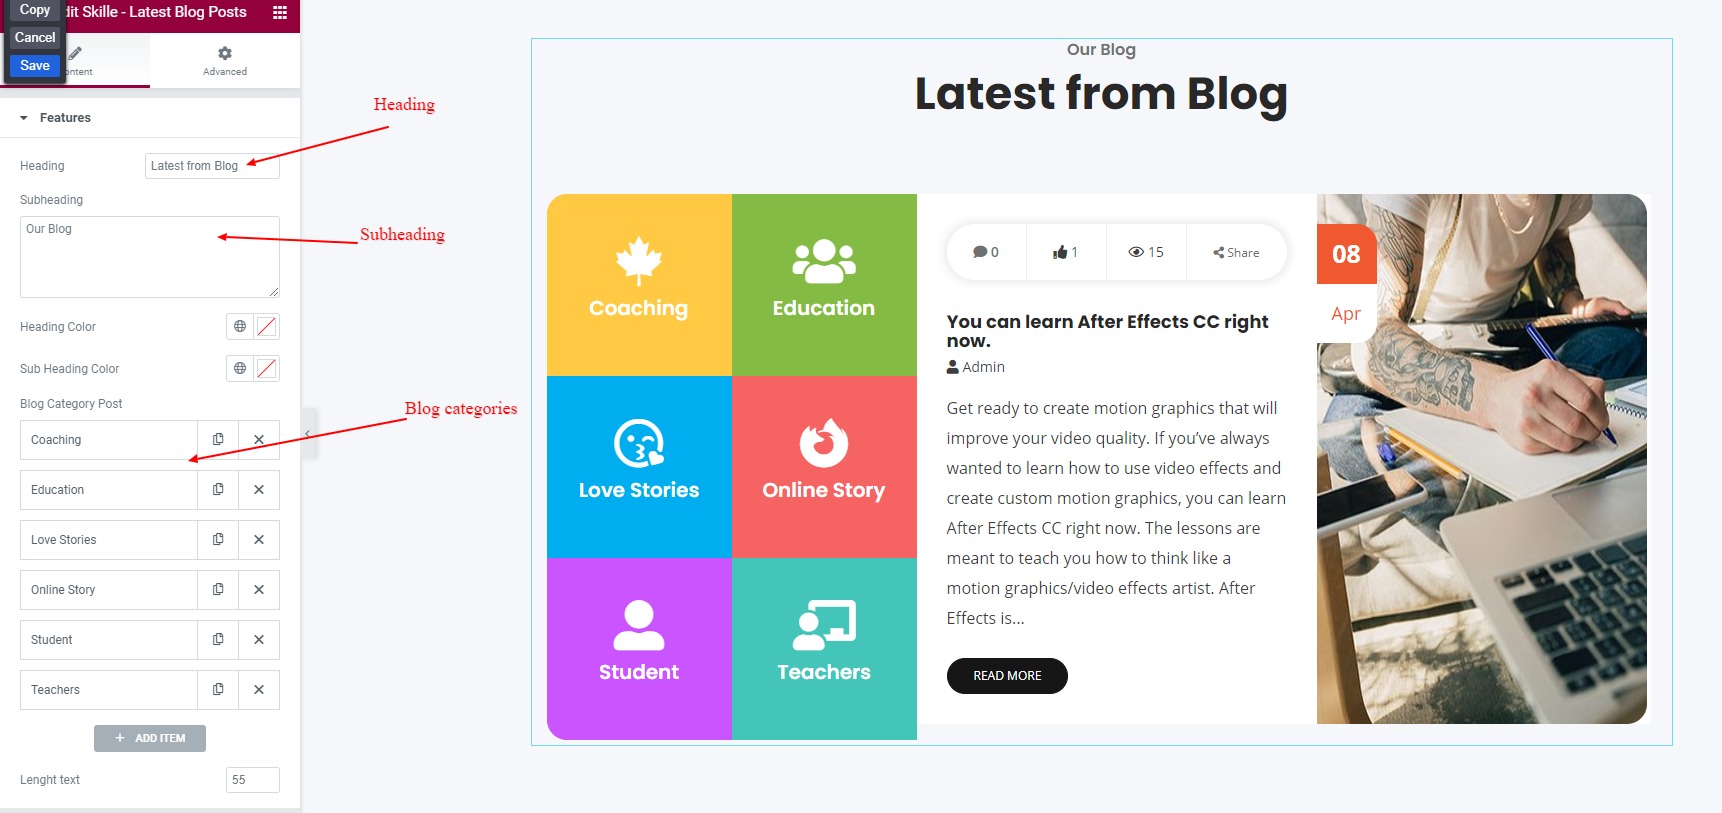 Copy
Cancel
Save
dit Skille - Latest Blog Posts
ontent
Advanced
Features
Heading
Latest from Blog
Subheading
Our Blog
Heading Color
Sub Heading Color
Blog Category Post
Coaching
Education
Love Stories
Online Story
Student
Teachers
ADD ITEM
Lenght text
55
Heading
Subheading
Blog categories
Our Blog
Latest from Blog
Coaching
Education
Love Stories
Online Story
Student
Teachers
0
1
15
Share
You can learn After Effects CC right
now.
Admin
Get ready to create motion graphics that will
improve your video quality. If you’ve always
wanted to learn how to use video effects and
create custom motion graphics, you can learn
After Effects CC right now. The lessons are
meant to teach you how to think like a
motion graphics/video effects artist. After
Effects is...
READ MORE
08
Apr